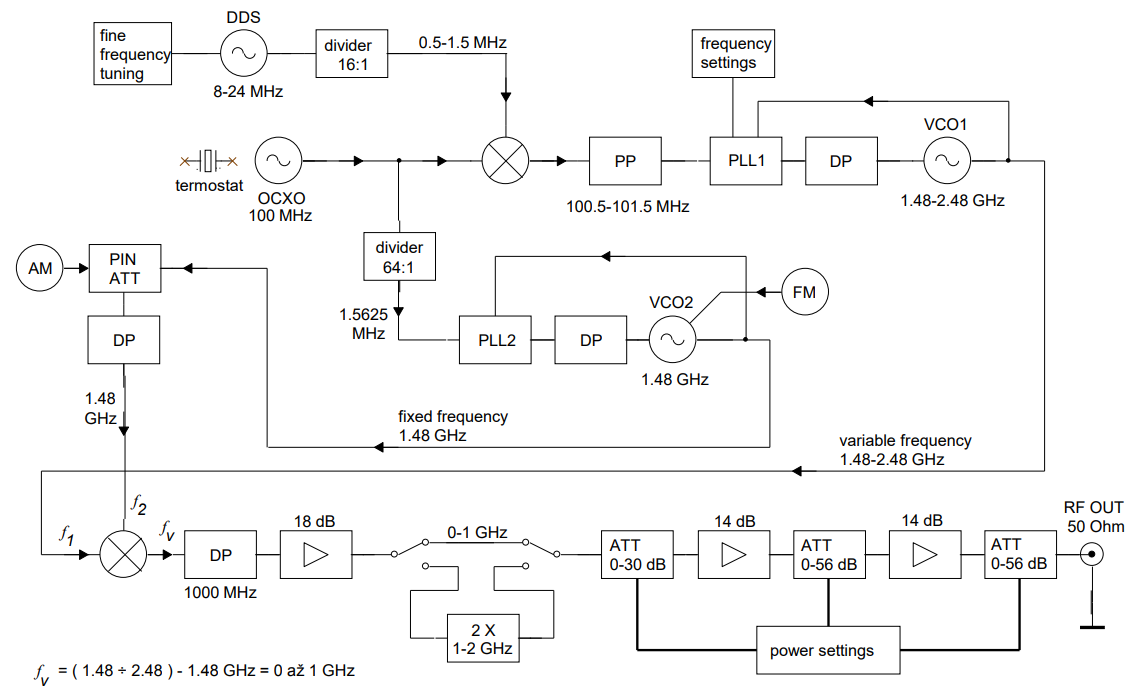 DDS
fine
frequency
tuning
divider
16:1
0.5-1.5 MHz
8-24 MHz
frequency
settings
termostat
OCXO
100 MHz
PP
100.5-101.5 MHz
PLL1
DP
VCO1
1.48-2.48 GHz
AM
PIN
ATT
DP
1.48
GHz
divider
64:1
1.5625
MHz
PLL2
DP
VCO2
1.48 GHz
FM
fixed frequency
1.48 GHz
variable frequency
1.48-2.48 GHz
f1
f2
fv
DP
1000 MHz
18 dB
0-1 GHz
2 X
1-2 GHz
ATT
0-30 dB
14 dB
ATT
0-56 dB
14 dB
ATT
0-56 dB
RF OUT
50 Ohm
power settings
fv = ( 1.48 ÷ 2.48 ) - 1.48 GHz = 0 až 1 GHz